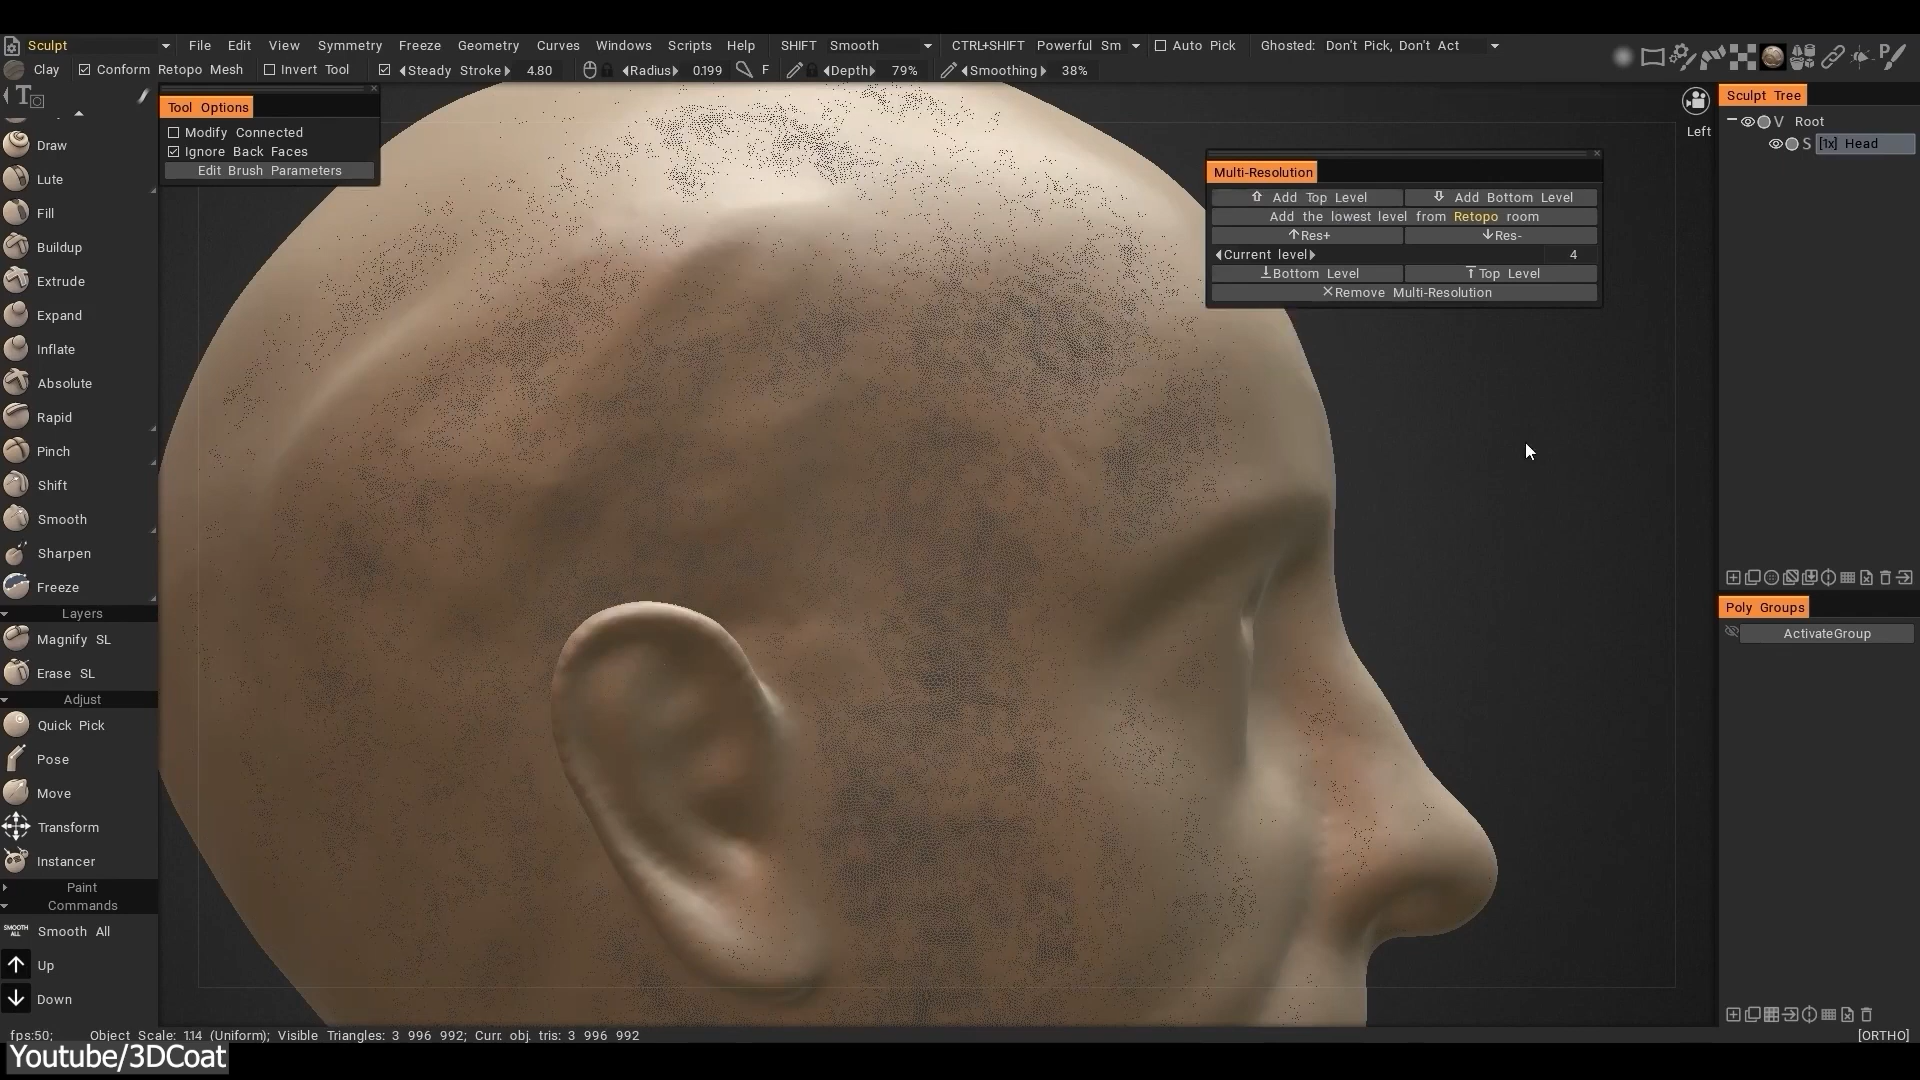 Sculpt File Edit View Symmetry Freeze Geometry Curves Windows Scripts Help SHIFT Smooth CTRL+SHIFT Powerful Sm Auto Pick Ghosted: Don't Pick, Don't Act
Clay Conform Retopo Mesh Invert Tool Steady Stroke 4.80 Radius 0.199 F Depth 79% Smoothing 38%
Tool Options
Modify Connected
Ignore Back Faces
Edit Brush Parameters
Draw
Lute
Fill
Buildup
Extrude
Expand
Inflate
Absolute
Rapid
Pinch
Shift
Smooth
Sharpen
Freeze
Layers
Magnify SL
Erase SL
Adjust
Quick Pick
Pose
Move
Transform
Instancer
Paint
Commands
SMOOTH ALL Smooth All
Up
Down
Multi-Resolution
Add Top Level Add Bottom Level
Add the lowest level from Retopo room
Res+ Res-
Current level 4
Bottom Level Top Level
Remove Multi-Resolution
Left
Sculpt Tree
V Root
S [1x] Head
Poly Groups
ActivateGroup
fps:50; Object Scale: 1.14 (Uniform); Visible Triangles: 3 996 992; Curr. obj. tris: 3 996 992
[ORTHO]
Youtube/3DCoat